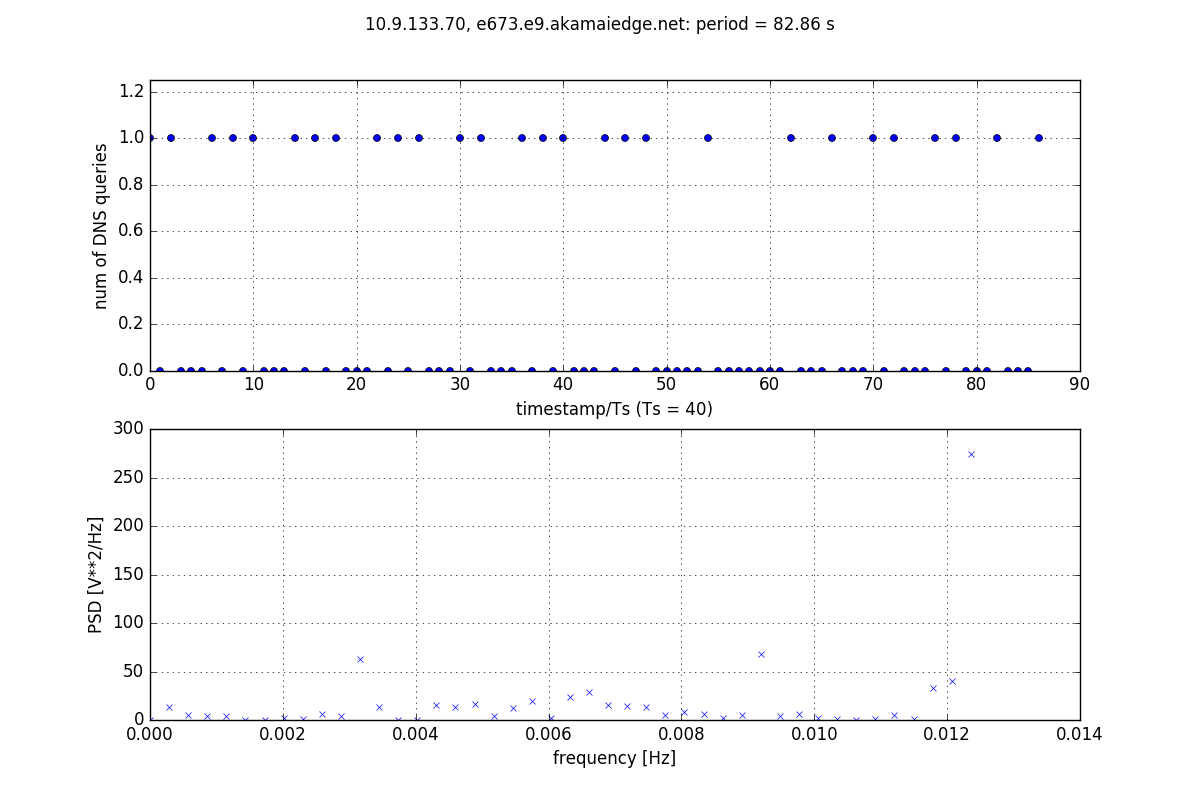 10.9.133.70, e673.e9.akamaiedge.net: period = 82.86 s
1.2
1.0
0.8
0.6
0.4
0.2
0.0
num of DNS queries
0 10 20 30 40 50 60 70 80 90
timestamp/Ts (Ts = 40)
300
250
200
150
100
50
0
PSD [V**2/Hz]
0.000 0.002 0.004 0.006 0.008 0.010 0.012 0.014
frequency [Hz]